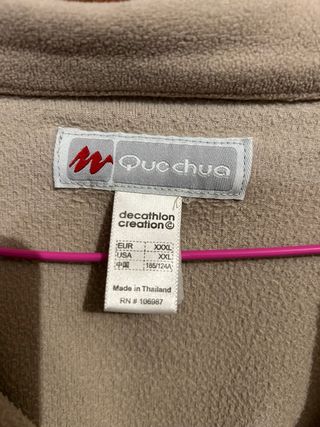 Quechua
decathlon
creation©
EUR XXXL
USA XXL
中国 185/124A
Made in Thailand
RN # 106987